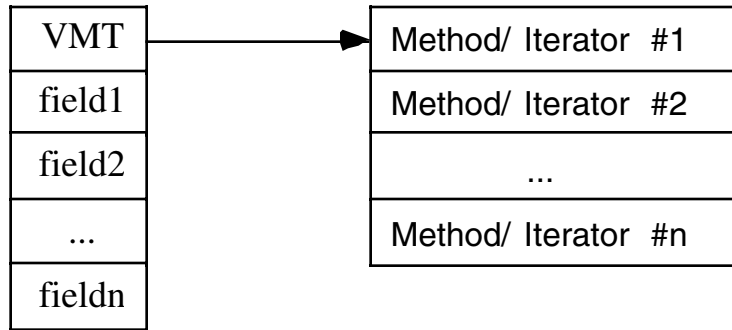 VMT
field1
field2
...
fieldn
Method/ Iterator #1
Method/ Iterator #2
...
Method/ Iterator #n